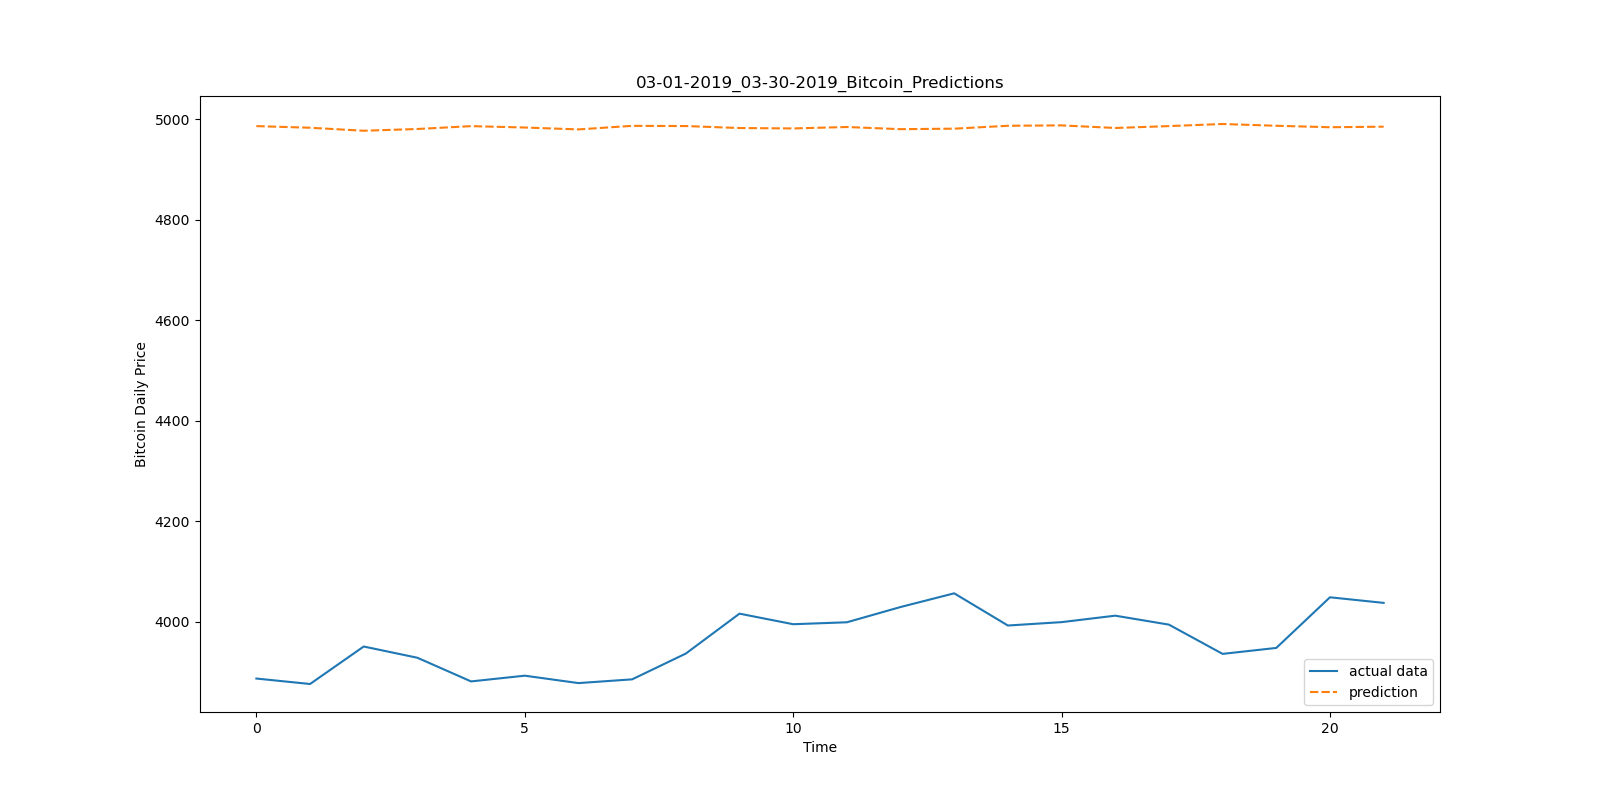 03-01-2019_03-30-2019_Bitcoin_Predictions
5000
4800
4600
4400
4200
4000
Bitcoin Daily Price
0
5
10
15
20
Time
actual data
prediction